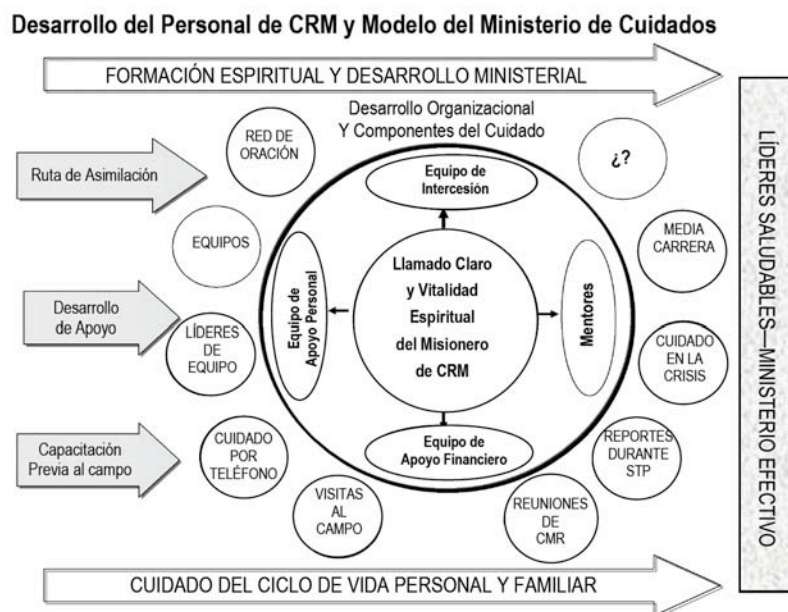 Desarrollo del Personal de CRM y Modelo del Ministerio de Cuidados
FORMACIÓN ESPIRITUAL Y DESARROLLO MINISTERIAL
Desarrollo Organizacional
Y Componentes del Cuidado
Ruta de Asimilación
Desarrollo
de Apoyo
Capacitación
Previa al campo
RED DE
ORACIÓN
EQUIPOS
LÍDERES
DE
EQUIPO
CUIDADO
POR
TELÉFONO
VISITAS
AL
CAMPO
Equipo de
Intercesión
Equipo de
Apoyo Personal
Llamado Claro
y Vitalidad
Espiritual
del Misionero
de CRM
Mentores
Equipo de
Apoyo Financiero
¿?
MEDIA
CARRERA
CUIDADO
EN LA
CRISIS
REPORTES
DURANTE
STP
REUNIONES
DE
CMR
CUIDADO DEL CICLO DE VIDA PERSONAL Y FAMILIAR
LÍDERES SALUDABLES—MINISTERIO EFECTIVO